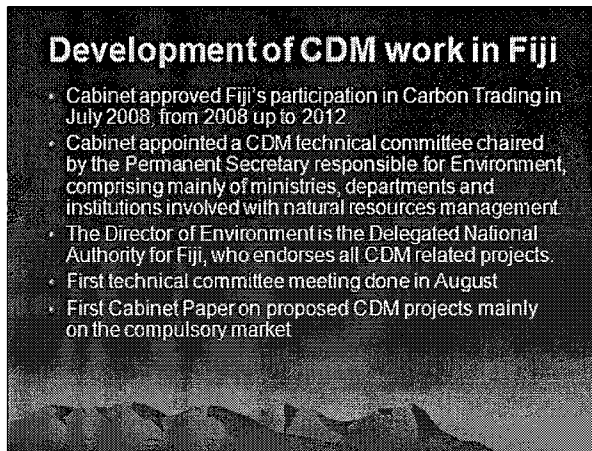 Development of CDM work in Fiji
• Cabinet approved Fiji's participation in Carbon Trading in
July 2008, from 2008 up to 2012
• Cabinet appointed a CDM technical committee chaired
by the Permanent Secretary responsible for Environment,
comprising mainly of ministries, departments and
institutions involved with natural resources management.
• The Director of Environment is the Delegated National
Authority for Fiji, who endorses all CDM related projects.
• First technical committee meeting done in August
• First Cabinet Paper on proposed CDM projects mainly
on the compulsory market